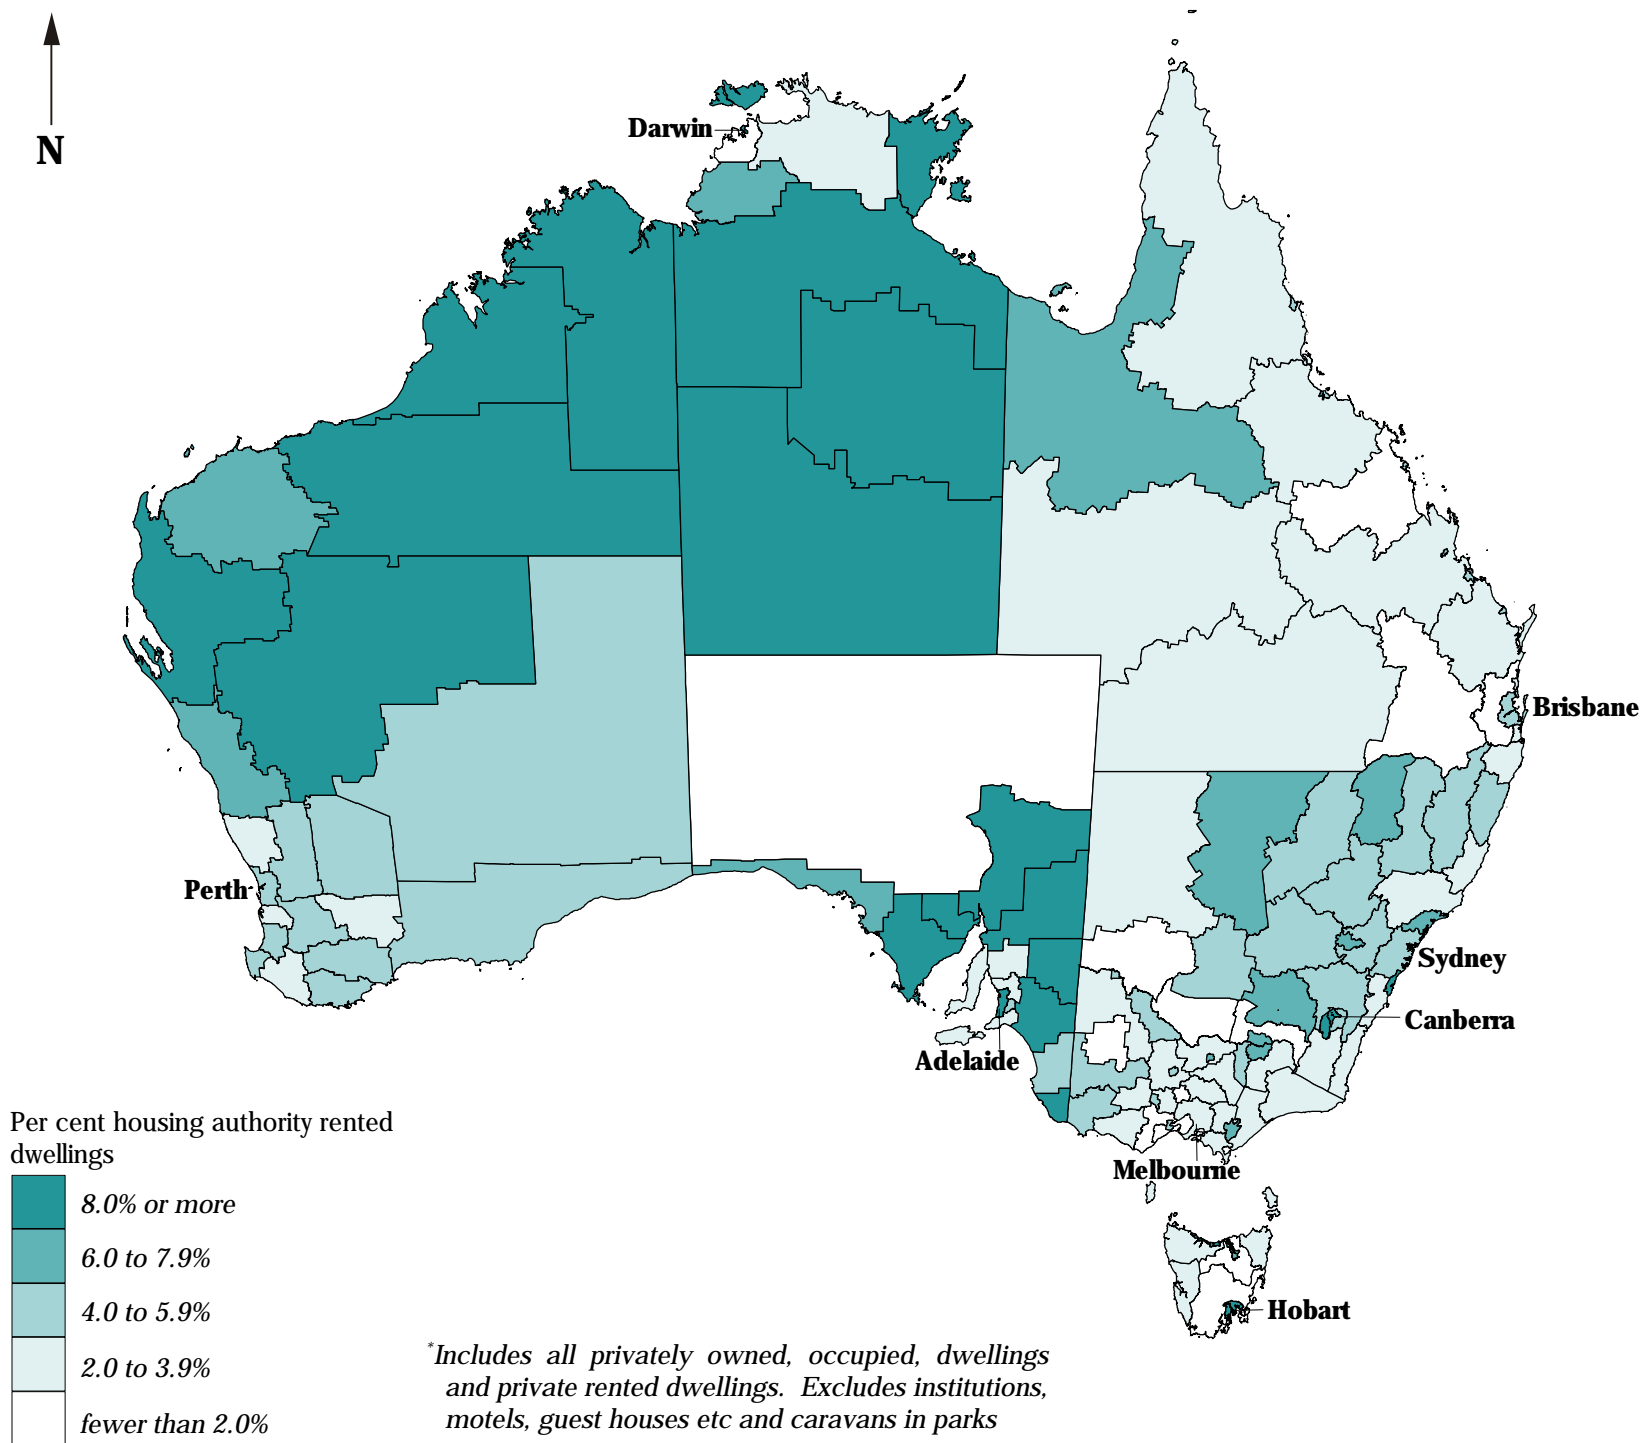 N
Darwin
Brisbane
Perth
Sydney
Canberra
Adelaide
Melbourne
Hobart
Per cent housing authority rented
dwellings
8.0% or more
6.0 to 7.9%
4.0 to 5.9%
2.0 to 3.9%
fewer than 2.0%
*Includes all privately owned, occupied, dwellings
and private rented dwellings. Excludes institutions,
motels, guest houses etc and caravans in parks